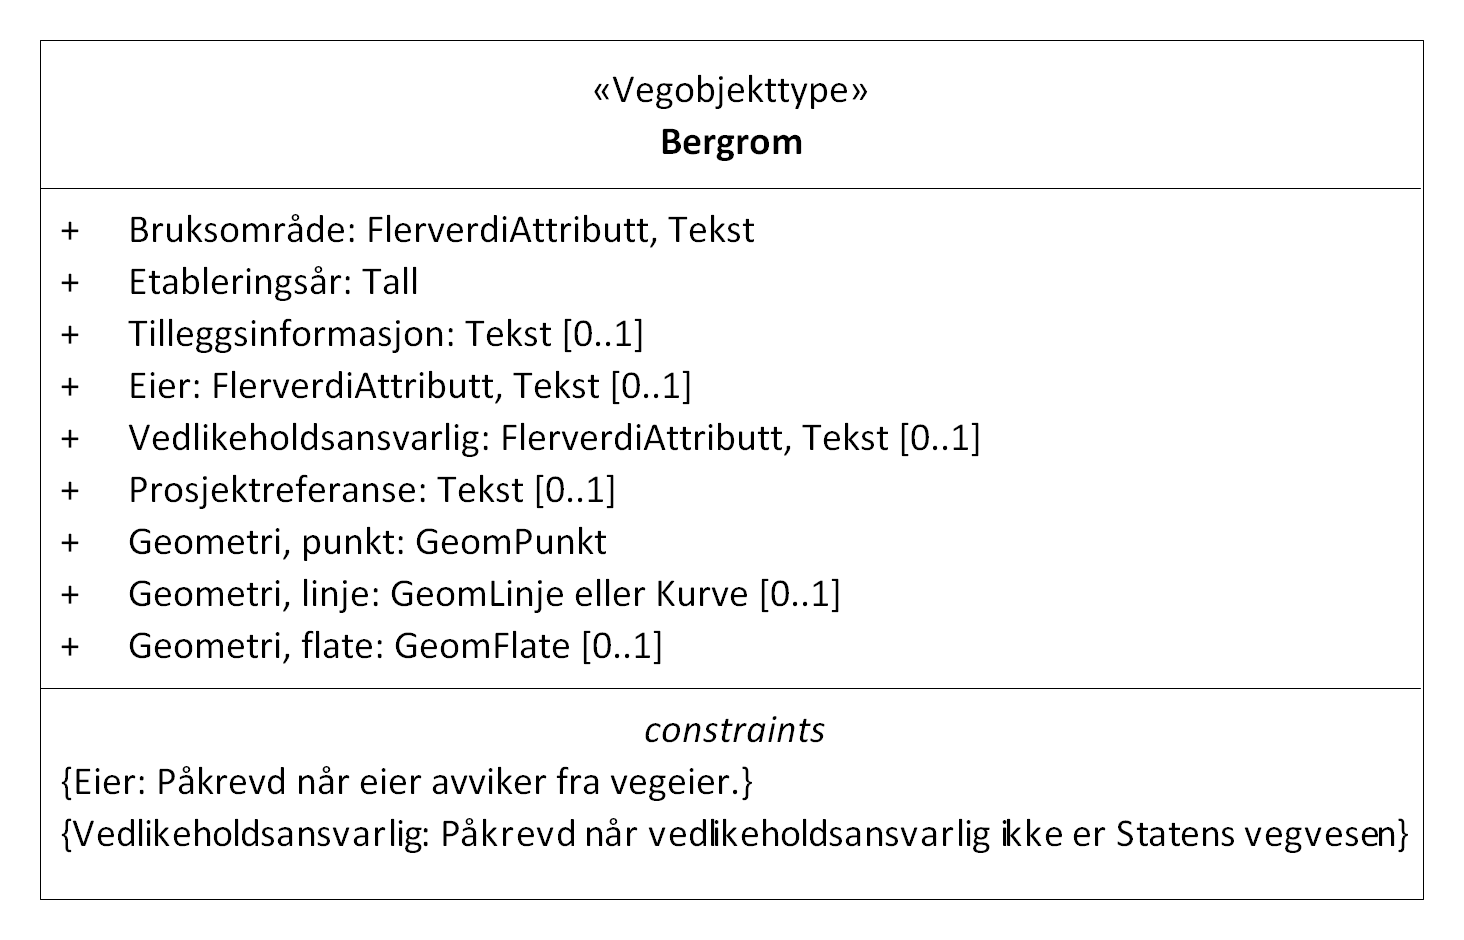 «Vegobjekttype»
Bergrom
+ Bruksområde: FlerverdiAttributt, Tekst
+ Etableringsår: Tall
+ Tilleggsinformasjon: Tekst [0..1]
+ Eier: FlerverdiAttributt, Tekst [0..1]
+ Vedlikeholdsansvarlig: FlerverdiAttributt, Tekst [0..1]
+ Prosjektreferanse: Tekst [0..1]
+ Geometri, punkt: GeomPunkt
+ Geometri, linje: GeomLinje eller Kurve [0..1]
+ Geometri, flate: GeomFlate [0..1]
constraints
{Eier: Påkrevd når eier avviker fra vegeier.}
{Vedlikeholdsansvarlig: Påkrevd når vedlikeholdsansvarlig ikke er Statens vegvesen}